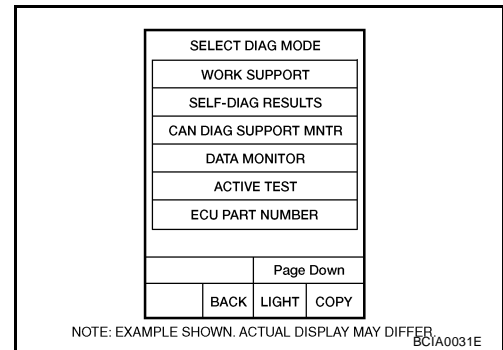 SELECT DIAG MODE
WORK SUPPORT
SELF-DIAG RESULTS
CAN DIAG SUPPORT MNTR
DATA MONITOR
ACTIVE TEST
ECU PART NUMBER
Page Down
BACK LIGHT COPY
NOTE: EXAMPLE SHOWN. ACTUAL DISPLAY MAY DIFFER.
BCIA0031E